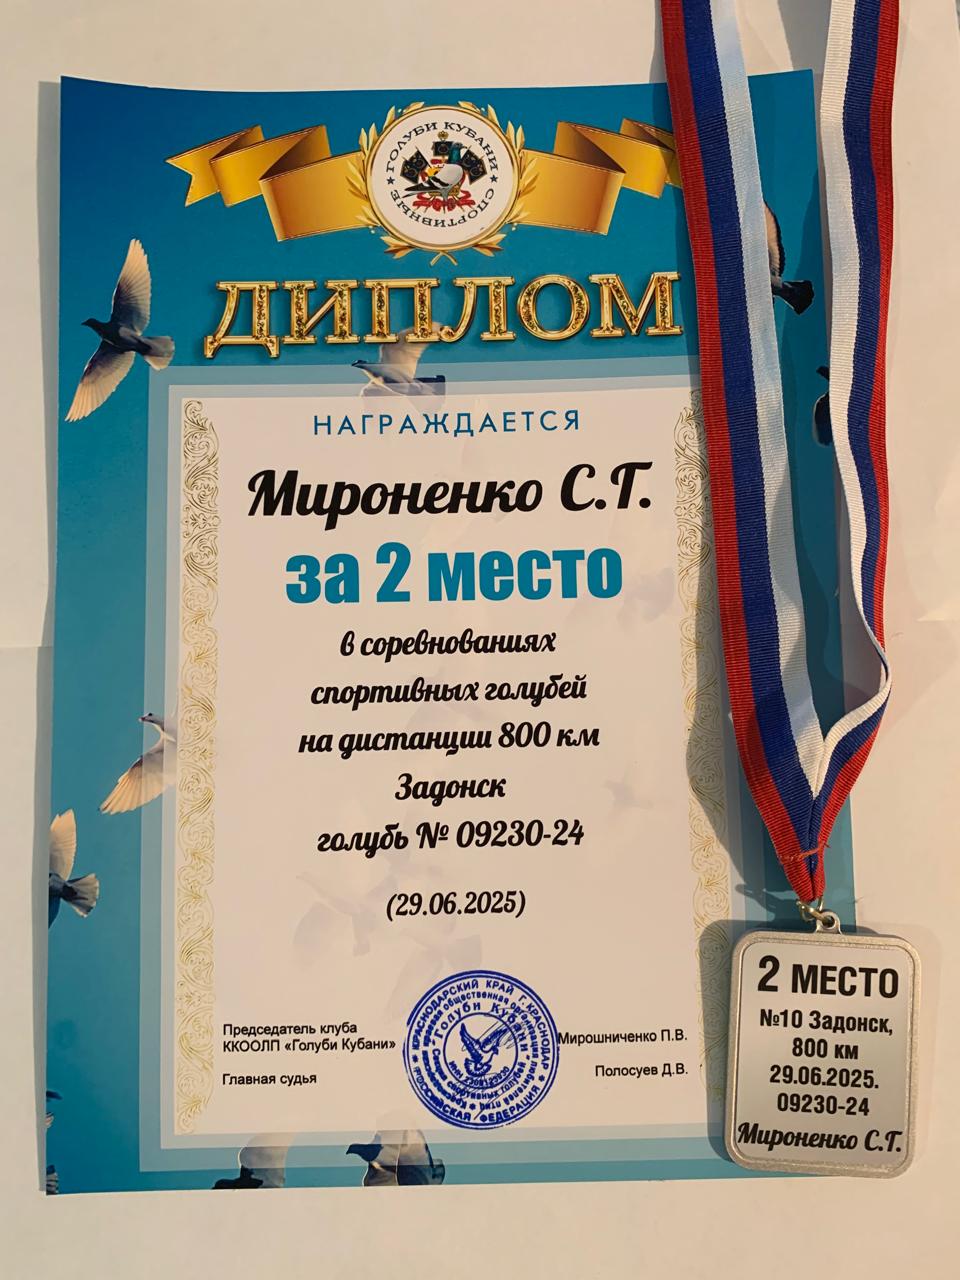 ГОЛУБИ КУБАНИ
СПОРТИВНЫЕ
ДИПЛОМ
НАГРАЖДАЕТСЯ
Мироненко С.Г.
за 2 место
в соревнованиях
спортивных голубей
на дистанции 800 км
Задонск
голубь № 09230-24
(29.06.2025)
Председатель клуба
ККООЛП «Голуби Кубани»
Мирошниченко П.В.
Главная судья
Полосуев Д.В.
КРАСНОДАРСКИЙ КРАЙ Г. КРАСНОДАР
РОССИЙСКАЯ ФЕДЕРАЦИЯ
"Голуби Кубани"
2 МЕСТО
№10 Задонск,
800 км
29.06.2025.
09230-24
Мироненко С.Г.